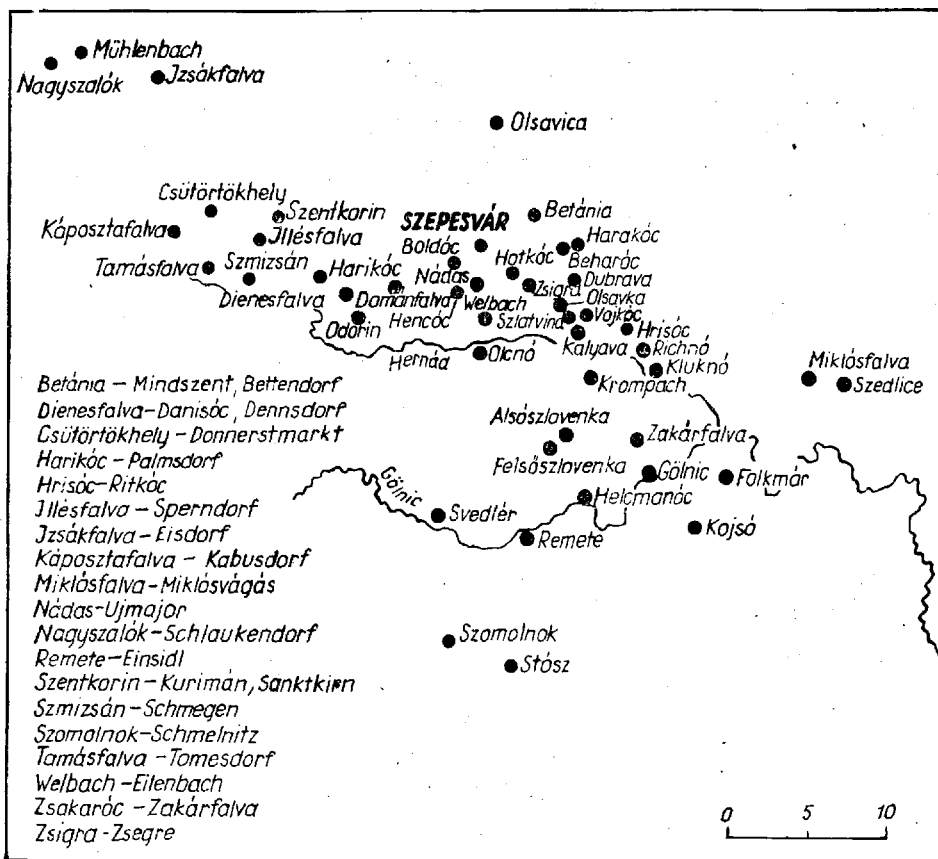 Mühlenbach
Nagyszalók
Jzsákfalva
Olsavica
Csütörtökhely
Szentkorin
Betánia
SZEPESVÁR
Káposztafalva
Jllésfalva
Boldóc
Hotkóc
Harakóc
Beharóc
Tamásfalva
Szmizsán
Harikóc
Nádas
Zsigra
Dubrava
Dienesfalva
Damánfalva
Welbach
Olsavka
Hencóc
Szlatvina
Vojkóc
Odorin
Kalyava
Hrisóc
Hernád
Olcnó
Richnó
Kluknó
Krompach
Miklósfalva
Szedlice
Alsószlovenka
Zakárfalva
Felsőszlovenka
Gölnic
Folkmár
Gölnic
Helcmanóc
Svedlér
Remete
Kojsó
Szomolnok
Stósz
Betánia – Mindszent, Bettendorf
Dienesfalva – Danisóc, Dennsdorf
Csütörtökhely – Donnerstmarkt
Harikóc – Palmsdorf
Hrisóc – Ritkóc
Jllésfalva – Sperndorf
Jzsákfalva – Eisdorf
Káposztafalva – Kabusdorf
Miklósfalva – Miklósvágás
Nádas – Ujmajor
Nagyszalók – Schlaukendorf
Remete – Einsidl
Szentkorin – Kurimán, Sanktkirn
Szmizsán – Schmegen
Szomolnok – Schmelnitz
Tamásfalva – Tomesdorf
Welbach – Eilenbach
Zsakaróc – Zakárfalva
Zsigra – Zsegre
0 5 10